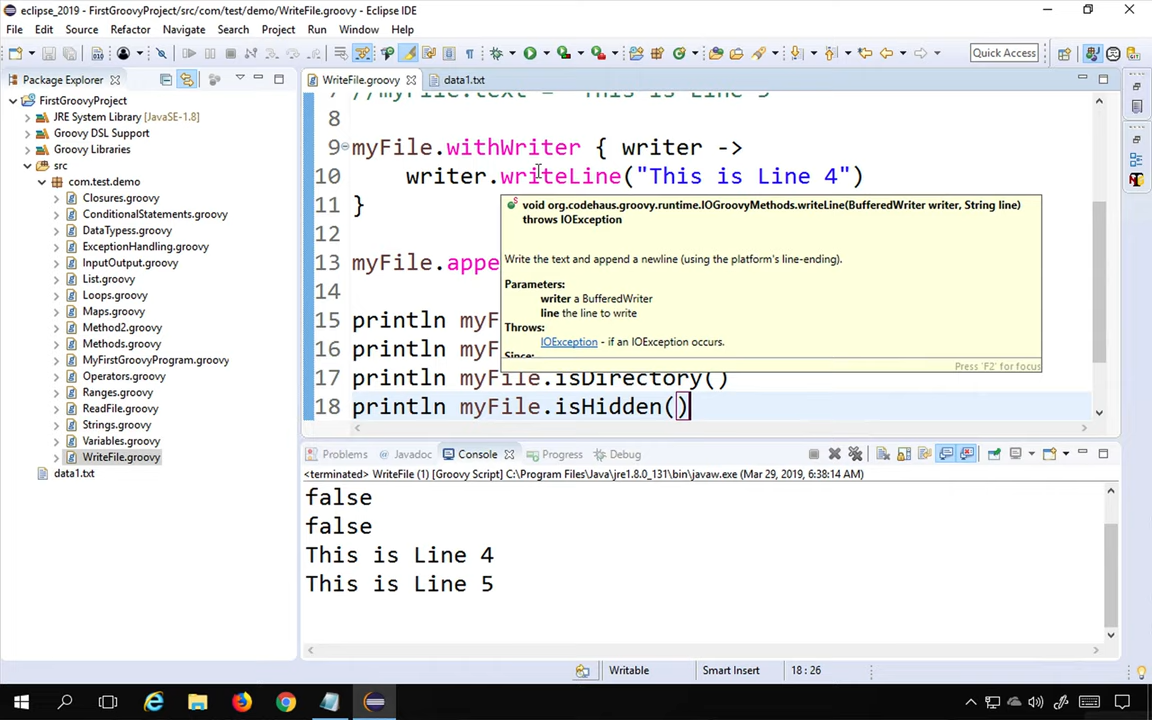 eclipse_2019 - FirstGroovyProject/src/com/test/demo/WriteFile.groovy - Eclipse IDE
File Edit Source Refactor Navigate Search Project Run Window Help
Quick Access
Package Explorer
FirstGroovyProject
JRE System Library [JavaSE-1.8]
Groovy DSL Support
Groovy Libraries
src
com.test.demo
Closures.groovy
ConditionalStatements.groovy
DataTypes.groovy
ExceptionHandling.groovy
InputOutput.groovy
List.groovy
Loops.groovy
Maps.groovy
Method2.groovy
Methods.groovy
MyFirstGroovyProgram.groovy
Operators.groovy
Ranges.groovy
ReadFile.groovy
Strings.groovy
Variables.groovy
WriteFile.groovy
data1.txt
WriteFile.groovy data1.txt
8
9 myFile.withWriter { writer ->
10 writer.writeLine("This is Line 4")
11 }
12
13 myFile.appe
14
15 println myF
16 println myF
17 println myFile.isDirectory()
18 println myFile.isHidden()
void org.codehaus.groovy.runtime.IOGroovyMethods.writeLine(BufferedWriter writer, String line)
throws IOException
Write the text and append a newline (using the platform's line-ending).
Parameters:
writer a BufferedWriter
line the line to write
Throws:
IOException - if an IOException occurs.
Since:
Press 'F2' for focus
Problems Javadoc Console Progress Debug
<terminated> WriteFile (1) [Groovy Script] C:\Program Files\Java\jre1.8.0_131\bin\javaw.exe (Mar 29, 2019, 6:38:14 AM)
false
false
This is Line 4
This is Line 5
Writable Smart Insert 18 : 26